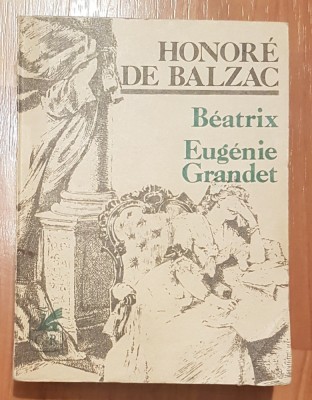 HONORÉ
DE BALZAC
Béatrix
Eugénie
Grandet